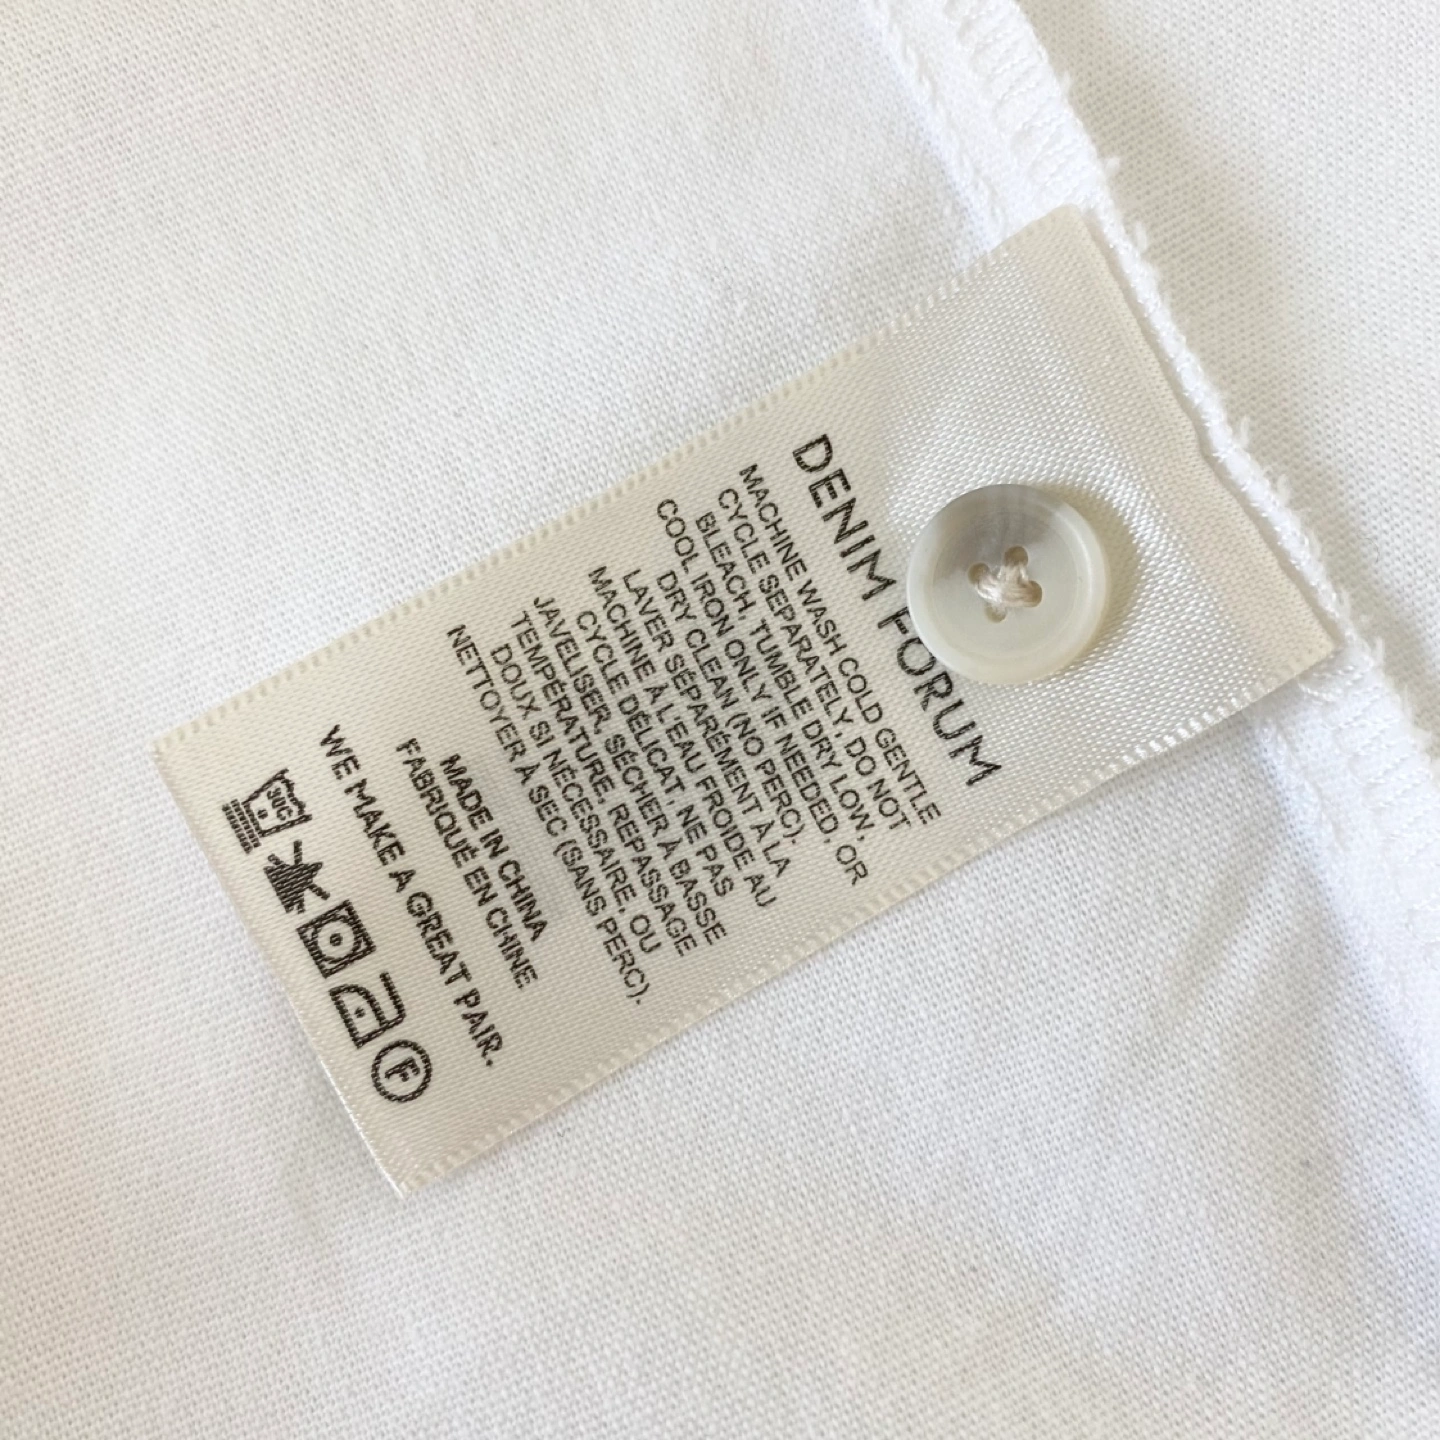 DENIM FORUM
MACHINE WASH COLD GENTLE
CYCLE SEPARATELY, DO NOT
BLEACH, TUMBLE DRY LOW,
COOL IRON ONLY IF NEEDED, OR
DRY CLEAN (NO PERC).
LAVER SÉPARÉMENT À LA
MACHINE À L'EAU FROIDE AU
CYCLE DÉLICAT, NE PAS
JAVELISER, SÉCHER À BASSE
TEMPÉRATURE, REPASSAGE
DOUX SI NÉCESSAIRE, OU
NETTOYER À SEC (SANS PERC).
MADE IN CHINA
FABRIQUÉ EN CHINE
WE MAKE A GREAT PAIR.
30C F